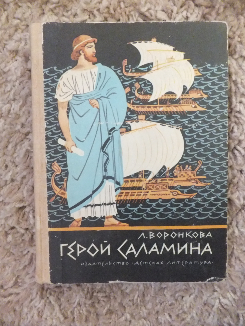 Л. ВОРОНКОВА
ГЕРОЙ САЛАМИНА
ИЗДАТЕЛЬСТВО «ДЕТСКАЯ ЛИТЕРАТУРА»